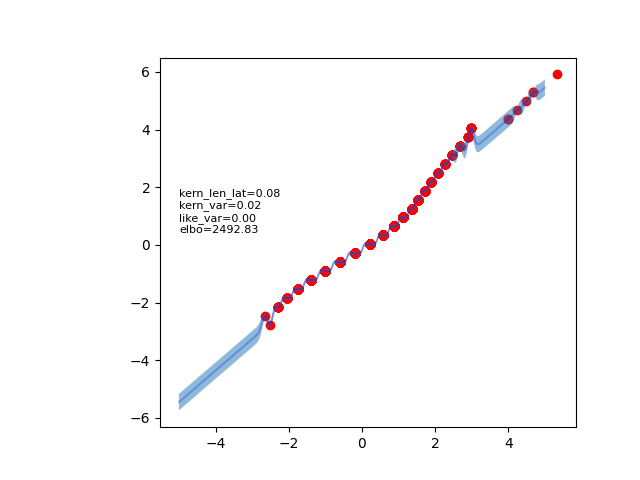 6
4
2
0
−2
−4
−6
kern_len_lat=0.08
kern_var=0.02
like_var=0.00
elbo=2492.83
−4 −2 0 2 4